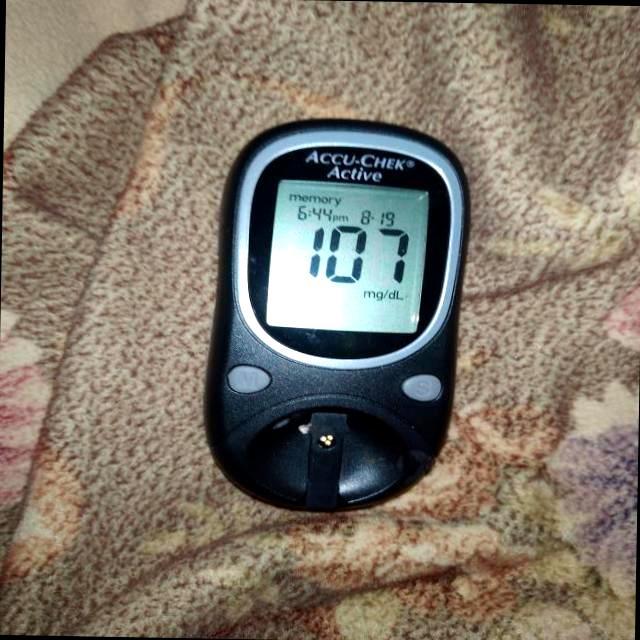 ACCU-CHEK®
Active
memory
6:44pm 8-19
107
mg/dL
M
S